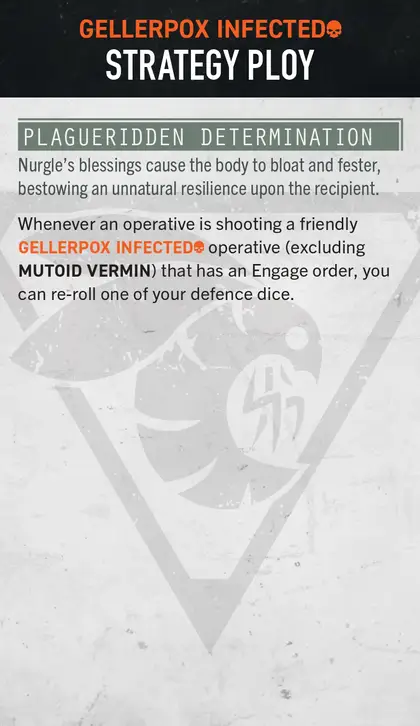 GELLERPOX INFECTED
STRATEGY PLOY
PLAGUERIDDEN DETERMINATION
Nurgle's blessings cause the body to bloat and fester,
bestowing an unnatural resilience upon the recipient.
Whenever an operative is shooting a friendly
GELLERPOX INFECTED operative (excluding
MUTOID VERMIN) that has an Engage order, you
can re-roll one of your defence dice.